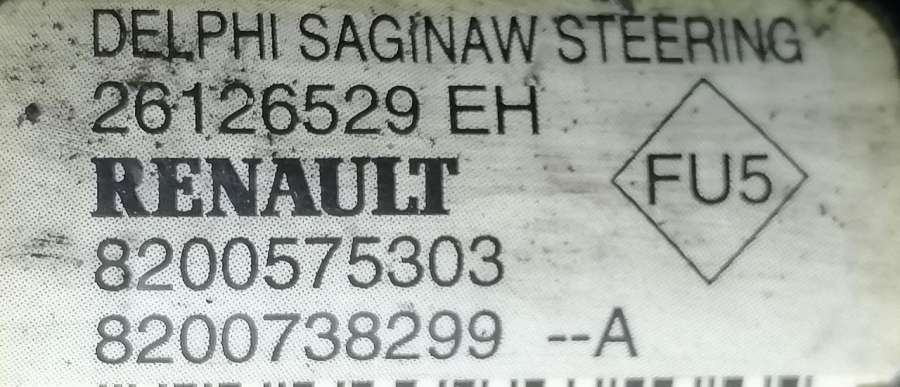 DELPHI SAGINAW STEERING
26126529 EH
RENAULT
FU5
8200575303
8200738299 --A